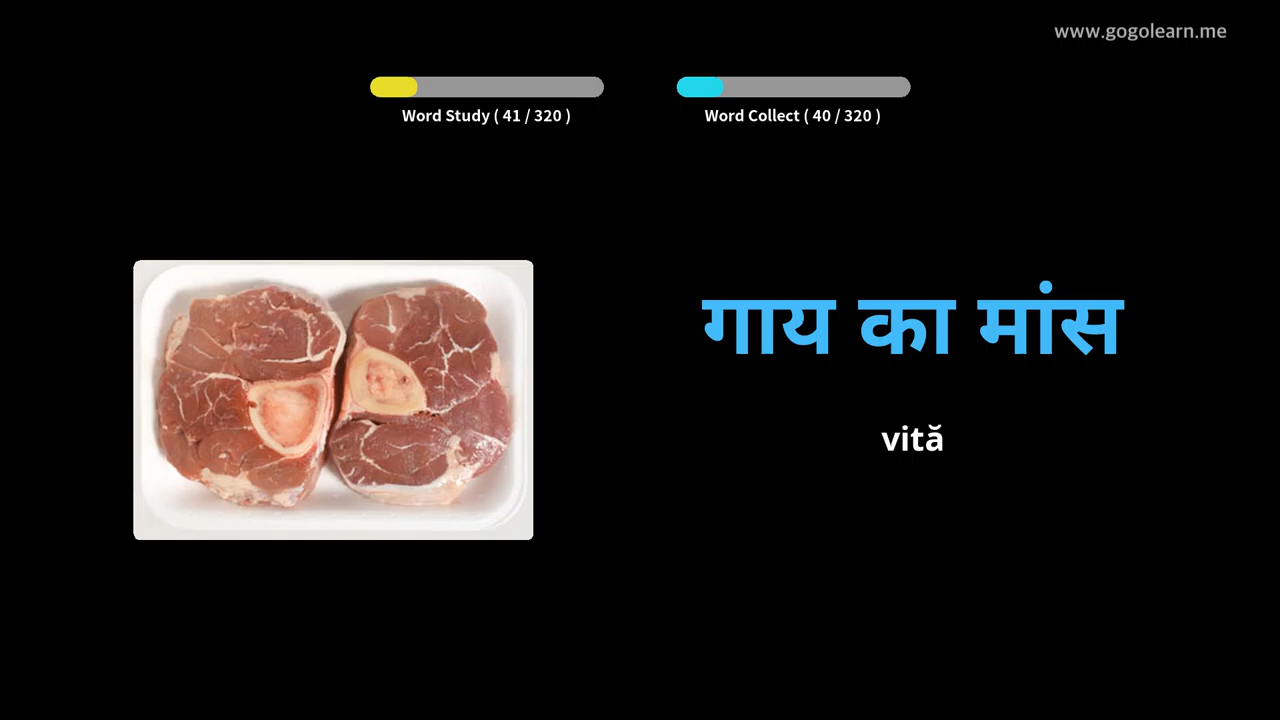 www.gogolearn.me
Word Study ( 41 / 320 )
Word Collect ( 40 / 320 )
गाय का मांस
vită